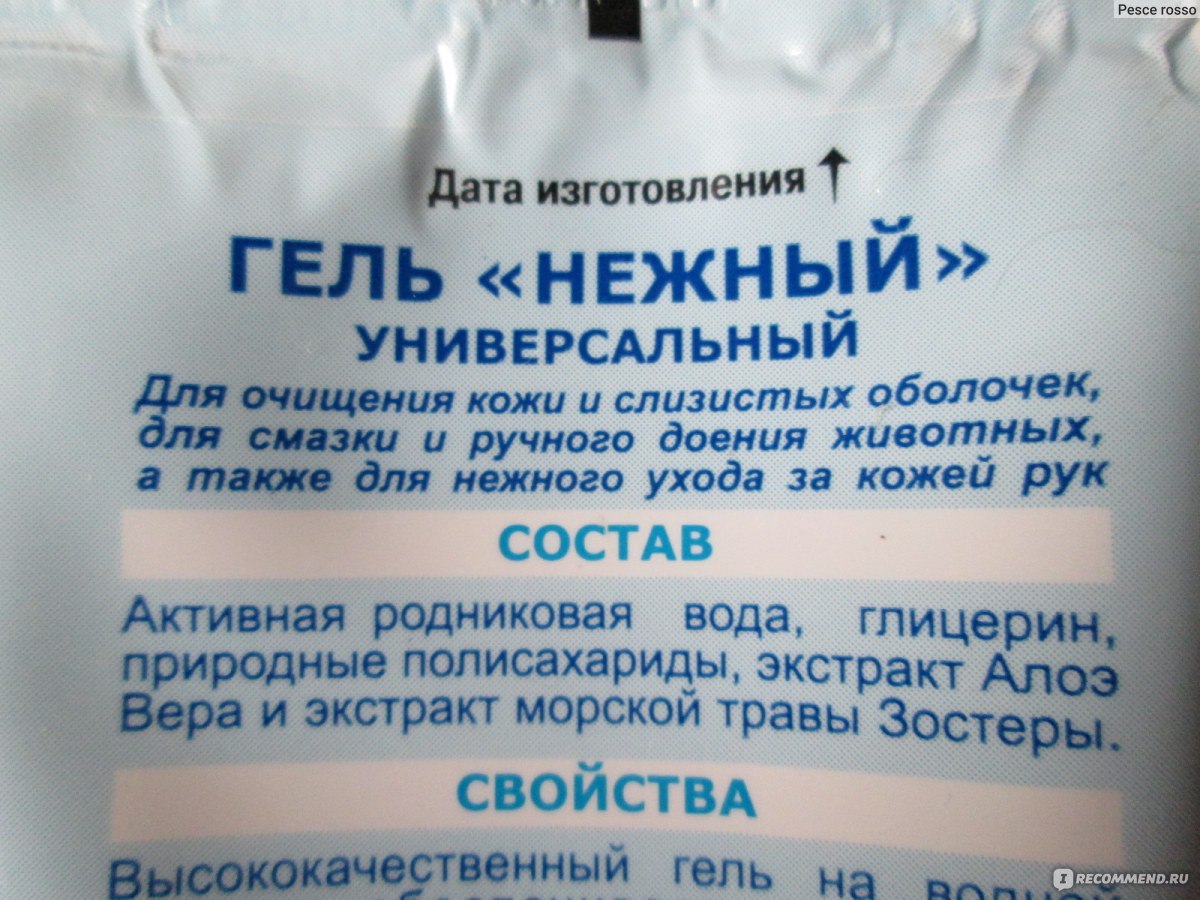 Pesce rosso
Дата изготовления
ГЕЛЬ «НЕЖНЫЙ»
УНИВЕРСАЛЬНЫЙ
Для очищения кожи и слизистых оболочек,
для смазки и ручного доения животных,
а также для нежного ухода за кожей рук
СОСТАВ
Активная родниковая вода, глицерин,
природные полисахариды, экстракт Алоэ
Вера и экстракт морской травы Зостеры.
СВОЙСТВА
Высококачественный гель на водной
IRECOMMEND.RU